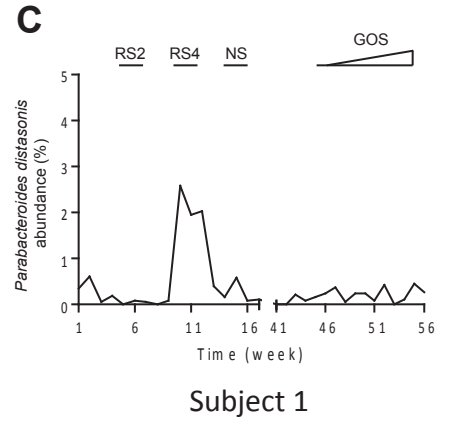 C
RS2 RS4 NS GOS
Parabacteroides distasonis
abundance (%)
5
4
3
2
1
0
1 6 11 16 41 46 51 56
Time (week)
Subject 1